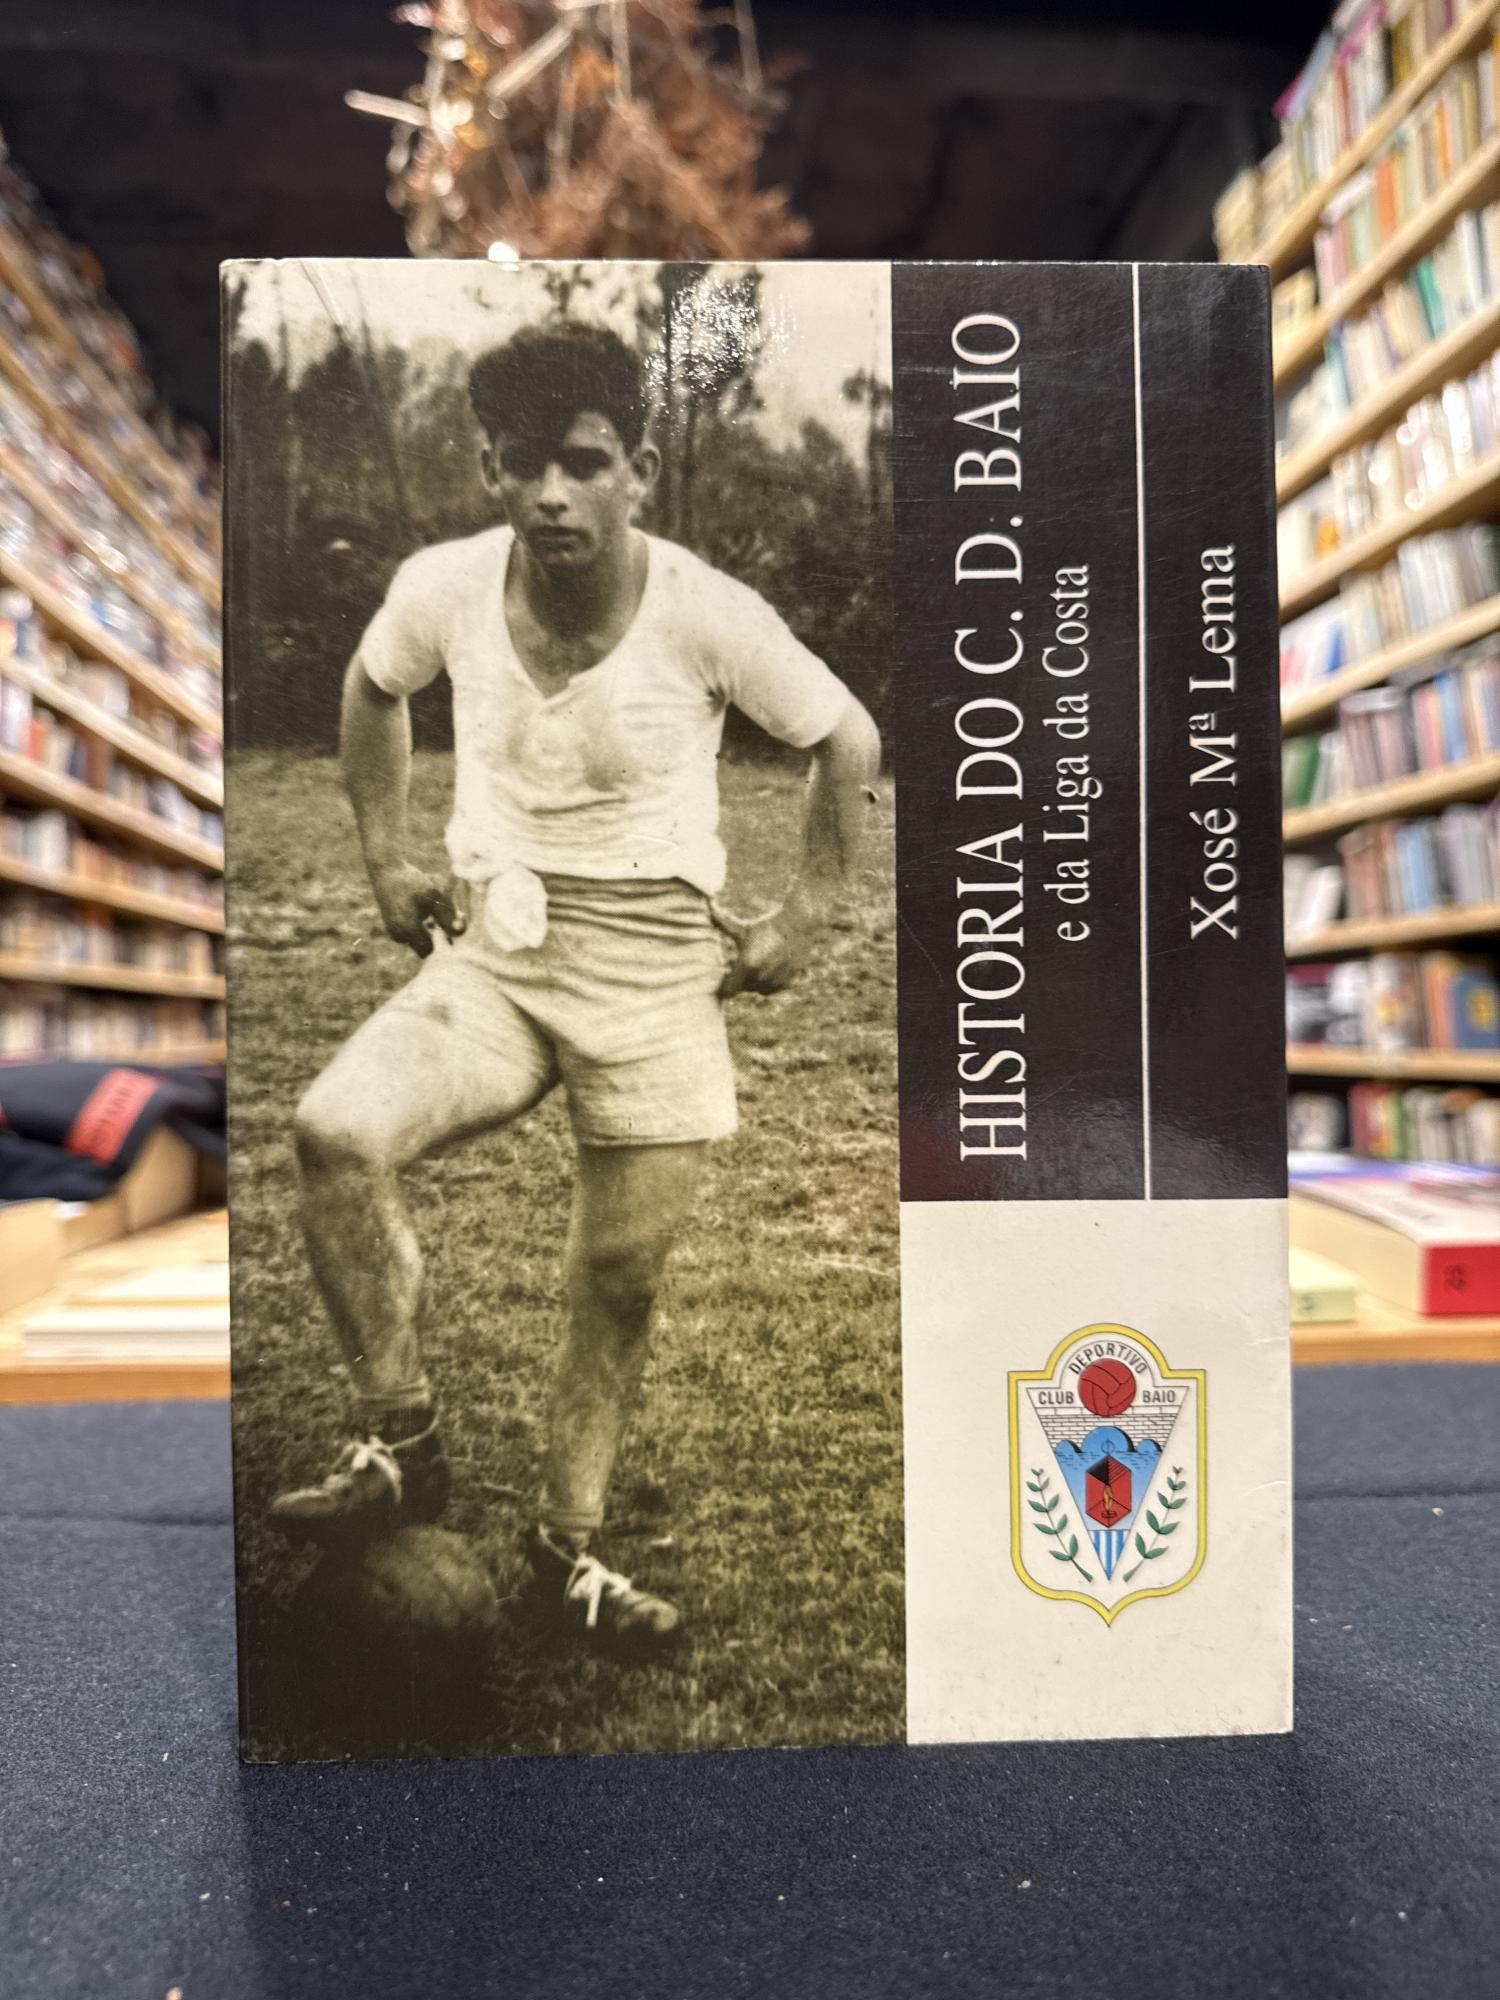 HISTORIA DO C. D. BAIO
e da Liga da Costa
Xosé Mª Lema
DEPORTIVO
CLUB BAIO